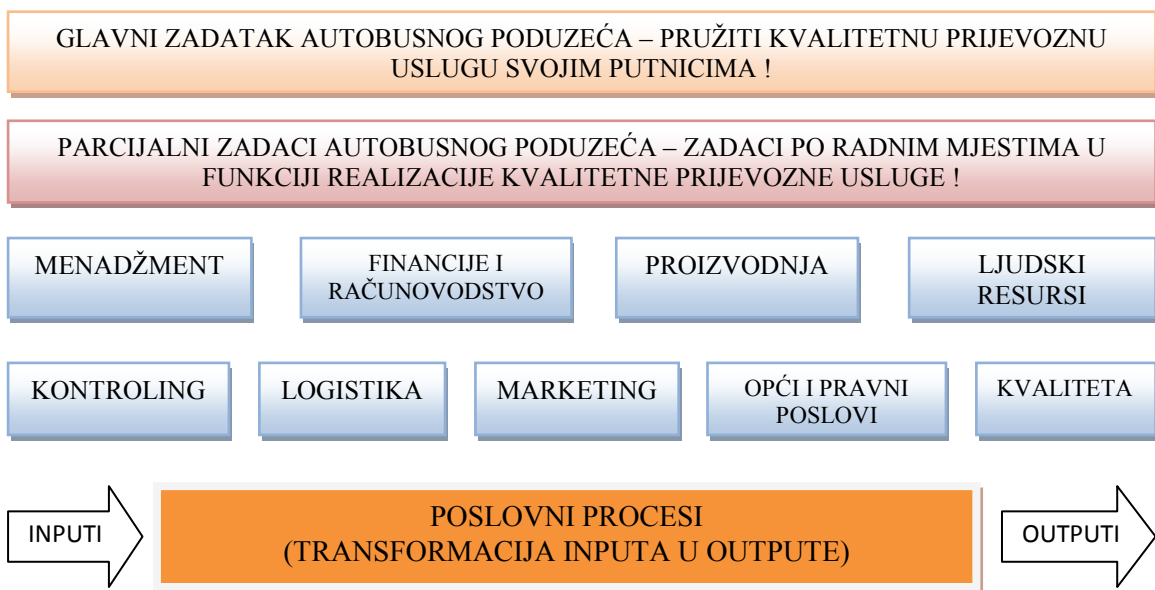 GLAVNI ZADATAK AUTOBUSNOG PODUZEĆA – PRUŽITI KVALITETNU PRIJEVOZNU
USLUGU SVOJIM PUTNICIMA !
PARCIJALNI ZADACI AUTOBUSNOG PODUZEĆA – ZADACI PO RADNIM MJESTIMA U
FUNKCIJI REALIZACIJE KVALITETNE PRIJEVOZNE USLUGE !
MENADŽMENT
FINANCIJE I
RAČUNOVODSTVO
PROIZVODNJA
LJUDSKI
RESURSI
KONTROLING
LOGISTIKA
MARKETING
OPĆI I PRAVNI
POSLOVI
KVALITETA
INPUTI
POSLOVNI PROCESI
(TRANSFORMACIJA INPUTA U OUTPUTE)
OUTPUTI